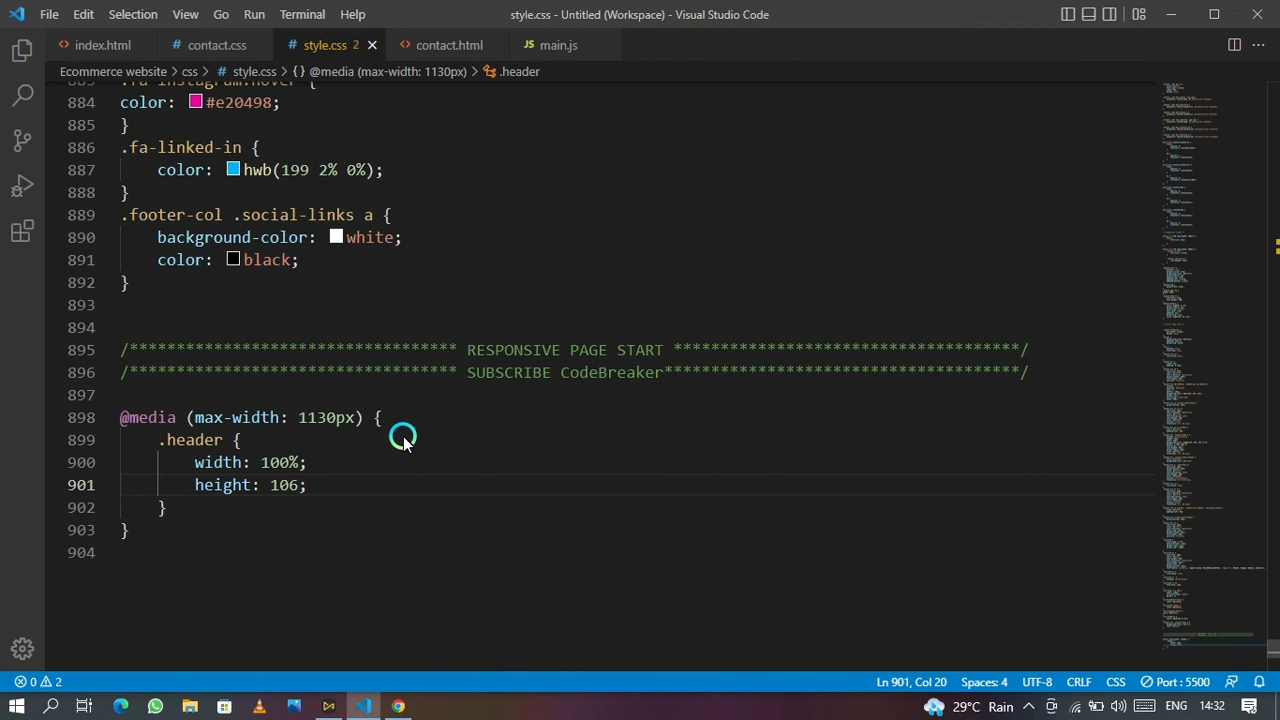 File Edit Selection View Go Run Terminal Help
style.css - Untitled (Workspace) - Visual Studio Code
index.html contact.css style.css 2 contact.html JS main.js
Ecommerce website > css > style.css > {} @media (max-width: 1130px) > .header
884 color: #e20498;
885 }
886 .fa-linked-in {
887 color: hwb(199 2% 0%);
888 }
889 .footer-col .social-links a {
890 background-color: white;
891 color: black;
892 }
893
894
895 /******************************** SPONSIVE PAGE START **********************************/
896 /******************************** SUBSCRIBE CodeBreaKer***********************************/
897
898 @media (max-width: 1130px) {
899 .header {
900 width: 100%;
901 height: 106;
902 }
903 }
904
0 2 Ln 901, Col 20 Spaces: 4 UTF-8 CRLF CSS Port : 5500
29°C Rain ENG 14:32